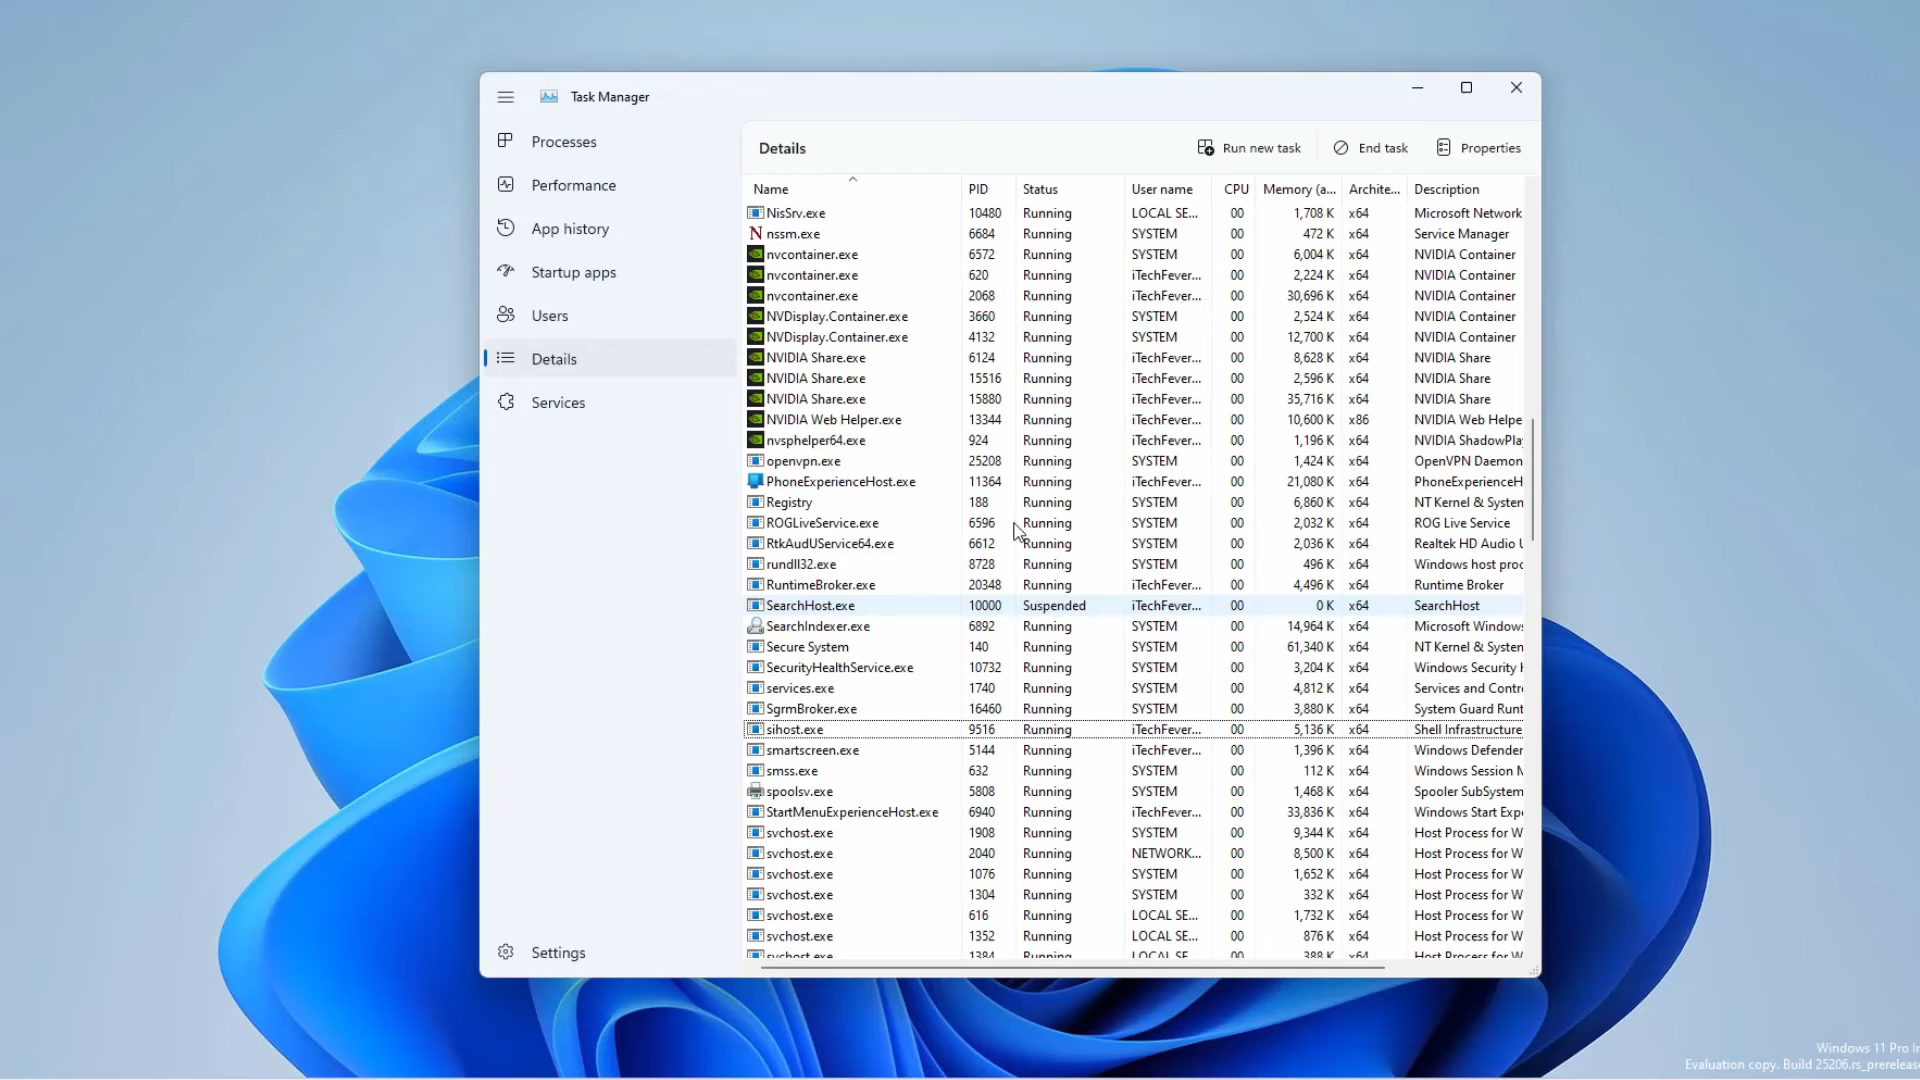 Task Manager
Processes
Performance
App history
Startup apps
Users
Details
Services
Settings
Details
Run new task
End task
Properties
Name PID Status User name CPU Memory (a... Archite... Description
NisSrv.exe 10480 Running LOCAL SE... 00 1,708 K x64 Microsoft Network
nssm.exe 6684 Running SYSTEM 00 472 K x64 Service Manager
nvcontainer.exe 6572 Running SYSTEM 00 6,004 K x64 NVIDIA Container
nvcontainer.exe 620 Running iTechFever... 00 2,224 K x64 NVIDIA Container
nvcontainer.exe 2068 Running iTechFever... 00 30,696 K x64 NVIDIA Container
NVDisplay.Container.exe 3660 Running SYSTEM 00 2,524 K x64 NVIDIA Container
NVDisplay.Container.exe 4132 Running SYSTEM 00 12,700 K x64 NVIDIA Container
NVIDIA Share.exe 6124 Running iTechFever... 00 8,628 K x64 NVIDIA Share
NVIDIA Share.exe 15516 Running iTechFever... 00 2,596 K x64 NVIDIA Share
NVIDIA Share.exe 15880 Running iTechFever... 00 35,716 K x64 NVIDIA Share
NVIDIA Web Helper.exe 13344 Running iTechFever... 00 10,600 K x86 NVIDIA Web Helpe
nvsphelper64.exe 924 Running iTechFever... 00 1,196 K x64 NVIDIA ShadowPla
openvpn.exe 25208 Running SYSTEM 00 1,424 K x64 OpenVPN Daemon
PhoneExperienceHost.exe 11364 Running iTechFever... 00 21,080 K x64 PhoneExperienceH
Registry 188 Running SYSTEM 00 6,860 K x64 NT Kernel & System
ROGLiveService.exe 6596 Running SYSTEM 00 2,032 K x64 ROG Live Service
RtkAudUService64.exe 6612 Running SYSTEM 00 2,036 K x64 Realtek HD Audio U
rundll32.exe 8728 Running SYSTEM 00 496 K x64 Windows host proc
RuntimeBroker.exe 20348 Running iTechFever... 00 4,496 K x64 Runtime Broker
SearchHost.exe 10000 Suspended iTechFever... 00 0 K x64 SearchHost
SearchIndexer.exe 6892 Running SYSTEM 00 14,964 K x64 Microsoft Windows
Secure System 140 Running SYSTEM 00 61,340 K x64 NT Kernel & System
SecurityHealthService.exe 10732 Running SYSTEM 00 3,204 K x64 Windows Security H
services.exe 1740 Running SYSTEM 00 4,812 K x64 Services and Contro
SgrmBroker.exe 16460 Running SYSTEM 00 3,880 K x64 System Guard Runt
sihost.exe 9516 Running iTechFever... 00 5,136 K x64 Shell Infrastructure
smartscreen.exe 5144 Running iTechFever... 00 1,396 K x64 Windows Defender
smss.exe 632 Running SYSTEM 00 112 K x64 Windows Session M
spoolsv.exe 5808 Running SYSTEM 00 1,468 K x64 Spooler SubSystem
StartMenuExperienceHost.exe 6940 Running iTechFever... 00 33,836 K x64 Windows Start Expe
svchost.exe 1908 Running SYSTEM 00 9,344 K x64 Host Process for W
svchost.exe 2040 Running NETWORK... 00 8,500 K x64 Host Process for W
svchost.exe 1076 Running SYSTEM 00 1,652 K x64 Host Process for W
svchost.exe 1304 Running SYSTEM 00 332 K x64 Host Process for W
svchost.exe 616 Running LOCAL SE... 00 1,732 K x64 Host Process for W
svchost.exe 1352 Running LOCAL SE... 00 876 K x64 Host Process for W
svchost.exe 1384 Running LOCAL SE... 00 388 K x64 Host Process for W
Windows 11 Pro In
Evaluation copy. Build 25206.rs_prerelease